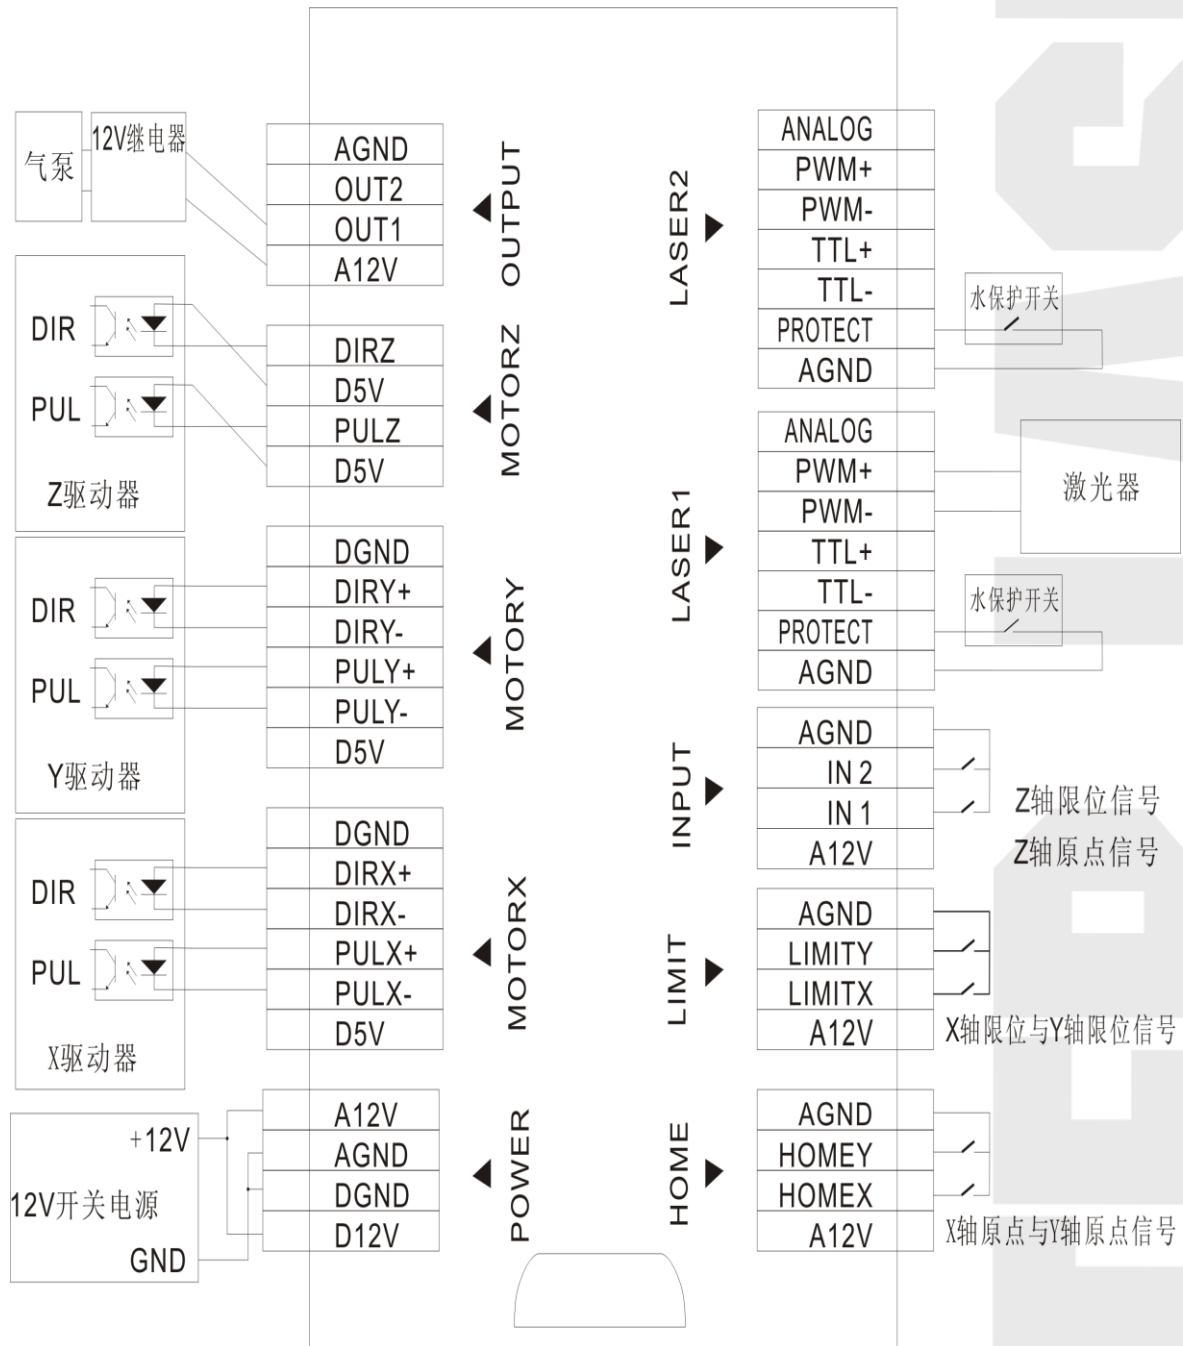 气泵
12V继电器
AGND
OUT2
OUT1
A12V
OUTPUT
DIR
PUL
Z驱动器
DIRZ
D5V
PULZ
D5V
MOTORZ
DIR
PUL
Y驱动器
DGND
DIRY+
DIRY-
PULY+
PULY-
D5V
MOTORY
DIR
PUL
X驱动器
DGND
DIRX+
DIRX-
PULX+
PULX-
D5V
MOTORX
+12V
12V开关电源
GND
A12V
AGND
DGND
D12V
POWER
LASER2
ANALOG
PWM+
PWM-
TTL+
TTL-
PROTECT
AGND
水保护开关
LASER1
ANALOG
PWM+
PWM-
TTL+
TTL-
PROTECT
AGND
激光器
水保护开关
INPUT
AGND
IN 2
IN 1
A12V
Z轴限位信号
Z轴原点信号
LIMIT
AGND
LIMITY
LIMITX
A12V
X轴限位与Y轴限位信号
HOME
AGND
HOMEY
HOMEX
A12V
X轴原点与Y轴原点信号